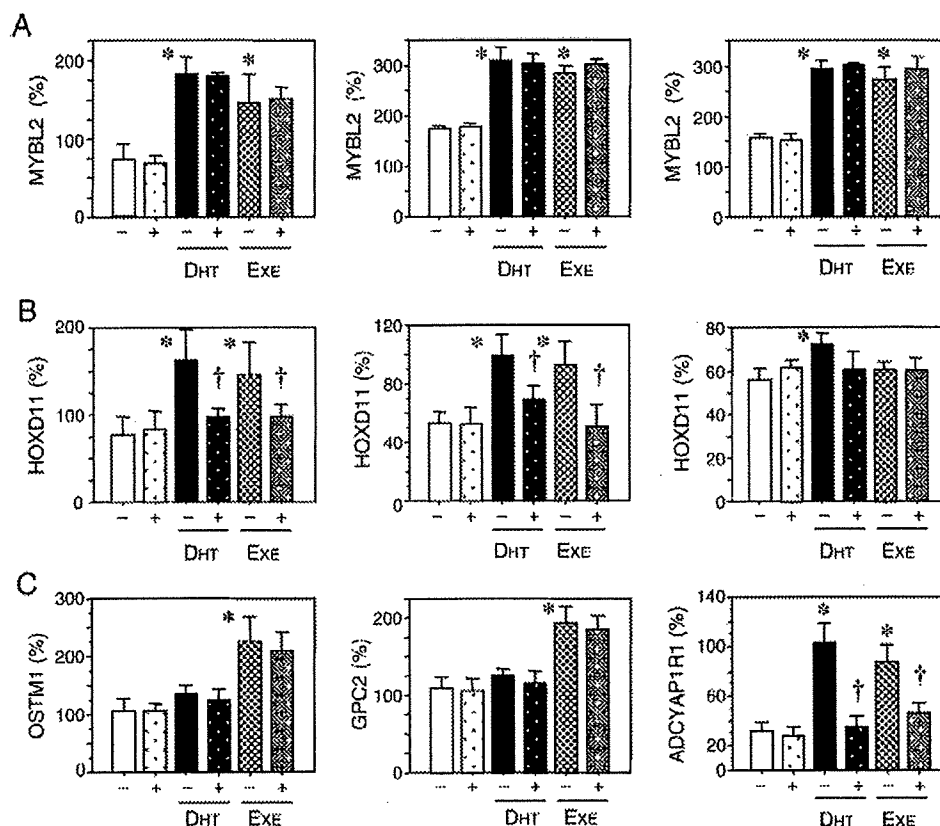 A
MYBL2 (%)
200
100
0
− + − + − +
DHT EXE
MYBL2 (%)
300
200
100
0
− + − + − +
DHT EXE
MYBL2 (%)
300
200
100
0
− + − + − +
DHT EXE
B
HOXD11 (%)
200
100
0
* * † †
− + − + − +
DHT EXE
HOXD11 (%)
120
80
40
0
* * † †
− + − + − +
DHT EXE
HOXD11 (%)
80
60
40
20
0
*
− + − + − +
DHT EXE
C
OSTM1 (%)
300
200
100
0
*
− + − + − +
DHT EXE
GPC2 (%)
200
100
0
*
− + − + − +
DHT EXE
ADCYAP1R1 (%)
140
100
60
20
0
* * † †
− + − + − +
DHT EXE